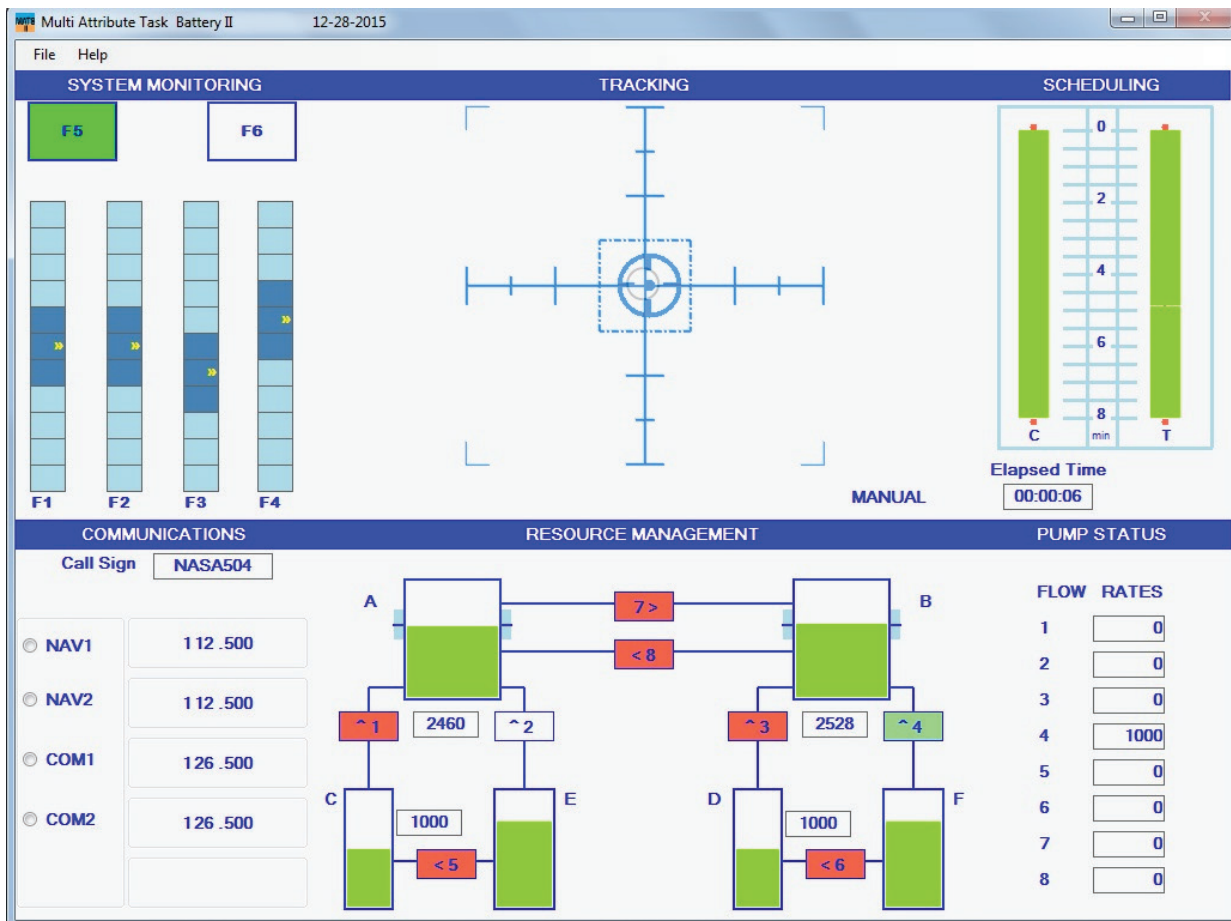 MATB II Multi Attribute Task Battery II 12-28-2015
File Help
SYSTEM MONITORING TRACKING SCHEDULING
F5 F6
0
2
4
6
8
C min T
» » » »
F1 F2 F3 F4
Elapsed Time
MANUAL 00:00:06
COMMUNICATIONS RESOURCE MANAGEMENT PUMP STATUS
Call Sign NASA504
NAV1 112.500
NAV2 112.500
COM1 126.500
COM2 126.500
A 7 > B
< 8
^ 1 2460 ^ 2 ^ 3 2528 ^ 4
C E D F
1000 1000
< 5 < 6
FLOW RATES
1 0
2 0
3 0
4 1000
5 0
6 0
7 0
8 0